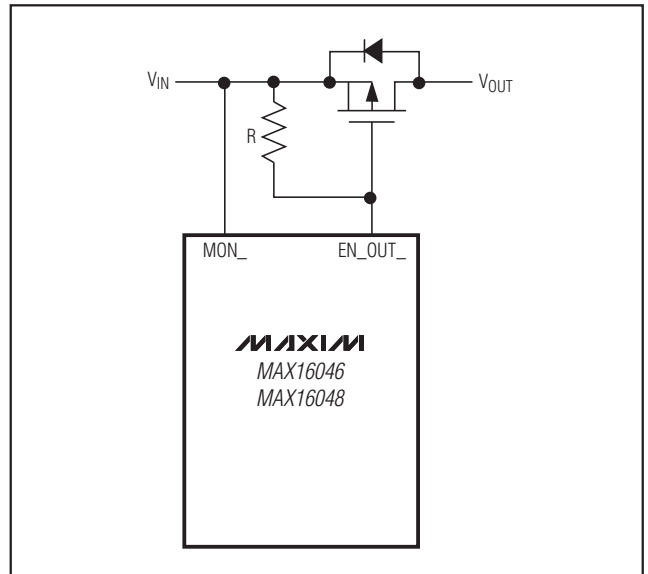 VIN
VOUT
R
MON_ EN_OUT_
MAXIM
MAX16046
MAX16048